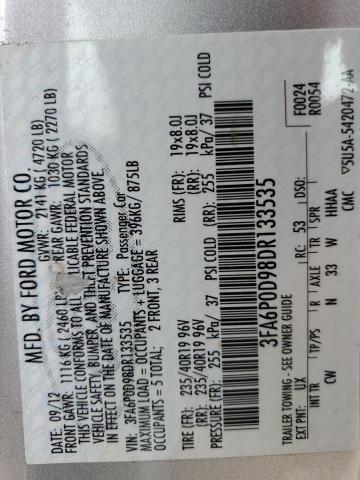 MFD. BY FORD MOTOR CO.
DATE: 09/12 GVWR: 2141 KG ( 4720 LB)
FRONT GAWR: 1116 KG ( 2460 LB) REAR GAWR: 1030 KG ( 2270 LB)
THIS VEHICLE CONFORMS TO ALL APPLICABLE FEDERAL MOTOR
VEHICLE SAFETY, BUMPER, AND THEFT PREVENTION STANDARDS
IN EFFECT ON THE DATE OF MANUFACTURE SHOWN ABOVE
VIN: 3FA6P0D98DR133535 TYPE: Passenger Car
MAXIMUM LOAD = OCCUPANTS + LUGGAGE = 396KG/ 875LB
OCCUPANTS = 5 TOTAL; 2 FRONT, 3 REAR
TIRE (FR): 235/40R19 96V RIMS (FR): 19x8.0J
TIRE (RR): 235/40R19 96V (RR): 19x8.0J
PRESSURE (FR): 255 kPa/ 37 PSI COLD
(RR): 255 kPa/ 37 PSI COLD
3FA6P0D98DR133535
TRAILER TOWING - SEE OWNER GUIDE
EXT PNT: UX RC: 53 DSO: F0024
R0054
INT TR TP/PS R AXLE TR SPR
CW N 33 W HHAA
CMC ▽5U5A-5420472-AA